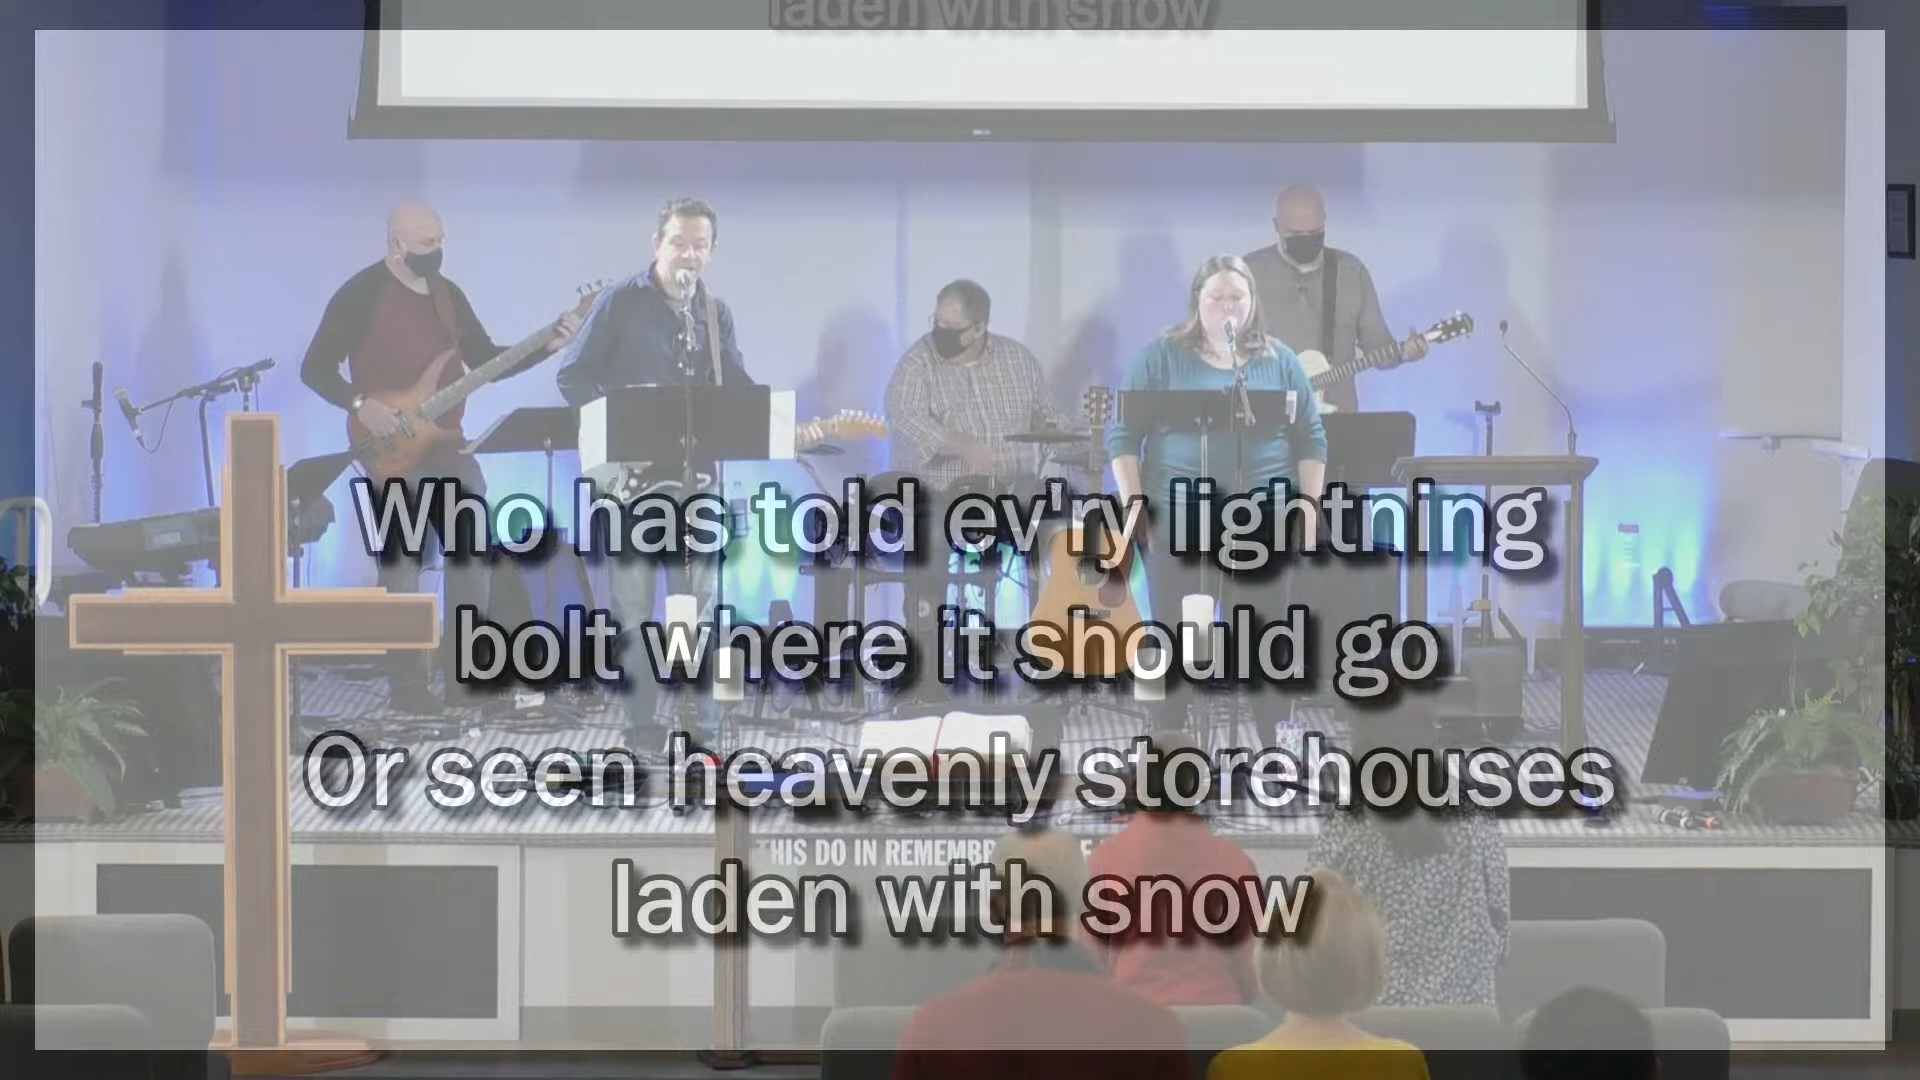 laden with snow
Who has told ev'ry lightning
bolt where it should go
Or seen heavenly storehouses
laden with snow
THIS DO IN REMEMBR